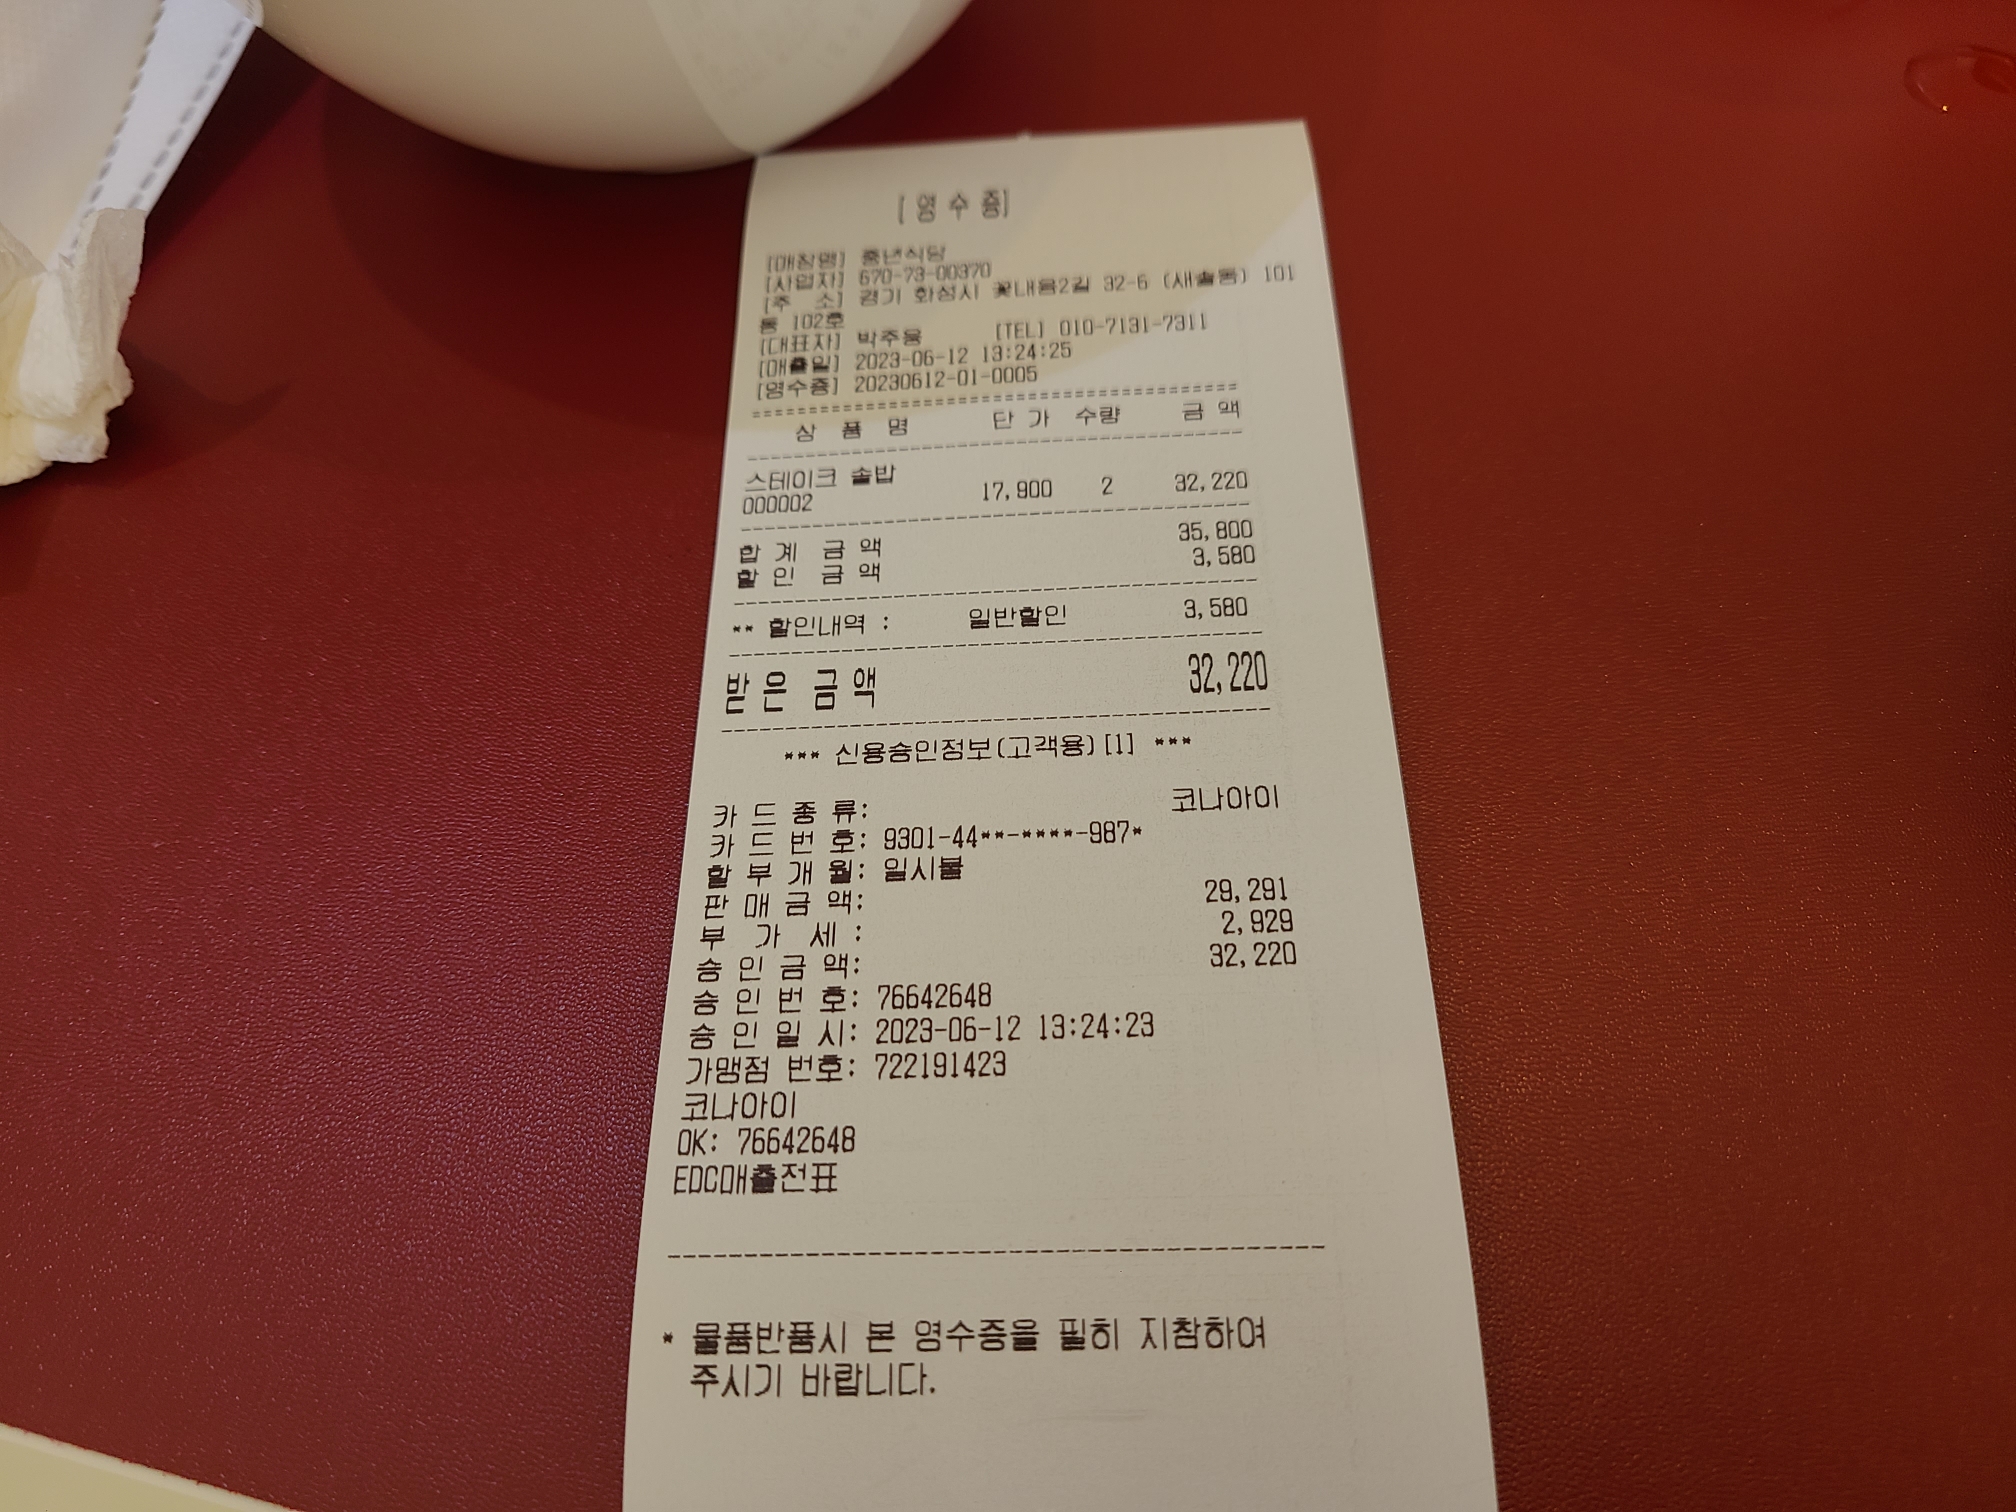 [영수증]
[매장명] 중년식당
[사업자] 670-73-00370
[주 소] 경기 화성시 꽃내음2길 32-6 (새솔동) 101
동 102호
[대표자] 박주웅 [TEL] 010-7131-7311
[매출일] 2023-06-12 13:24:25
[영수증] 20230612-01-0005
상 품 명 단 가 수량 금 액
스테이크 솥밥
000002 17,900 2 32,220
합 계 금 액 35,800
할 인 금 액 3,580
** 할인내역 : 일반할인 3,580
받은 금액 32,220
*** 신용승인정보(고객용)[1] ***
카 드 종 류: 코나아이
카 드 번 호: 9301-44**-****-987*
할 부 개 월: 일시불
판 매 금 액: 29,291
부 가 세 : 2,929
승 인 금 액: 32,220
승 인 번 호: 76642648
승 인 일 시: 2023-06-12 13:24:23
가맹점 번호: 722191423
코나아이
OK: 76642648
EDC매출전표
* 물품반품시 본 영수증을 필히 지참하여
주시기 바랍니다.